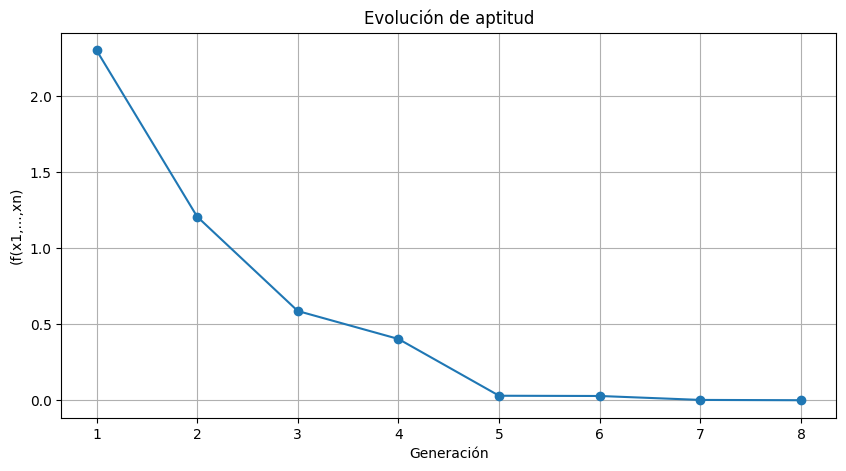 Evolución de aptitud
(f(x1,...,xn)
2.0
1.5
1.0
0.5
0.0
1 2 3 4 5 6 7 8
Generación